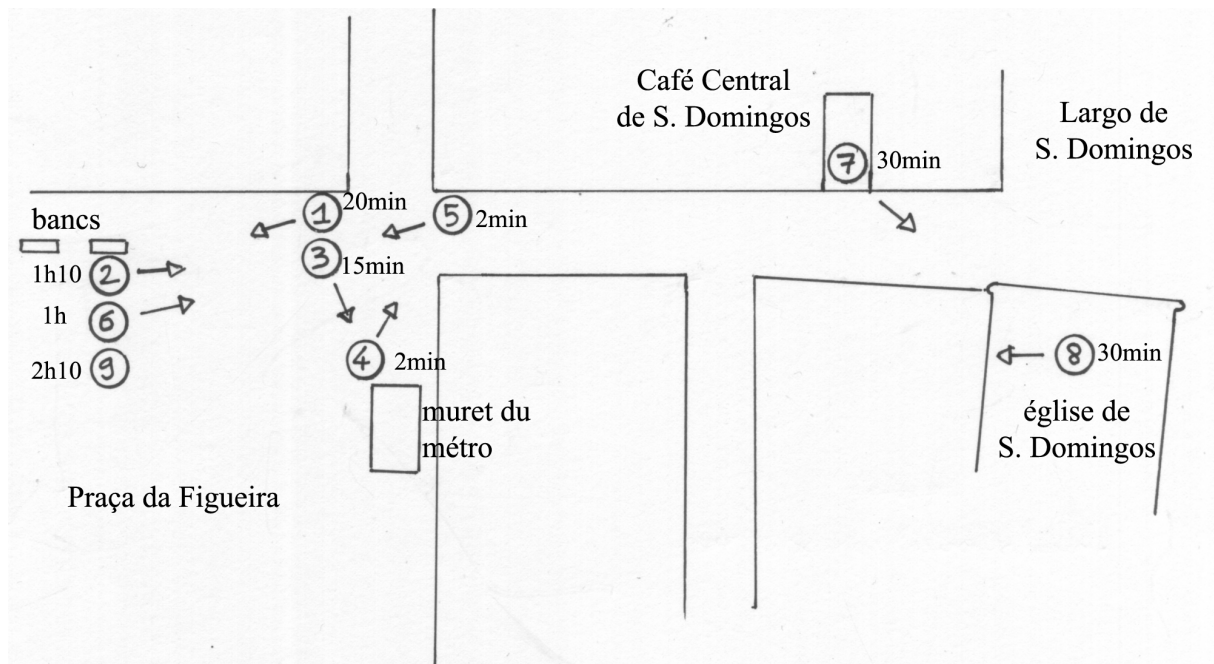 Café Central
de S. Domingos
Largo de
S. Domingos
7 30min
1 20min
5 2min
bancs
3 15min
1h10 2
1h 6
2h10 9
4 2min
8 30min
muret du
métro
église de
S. Domingos
Praça da Figueira